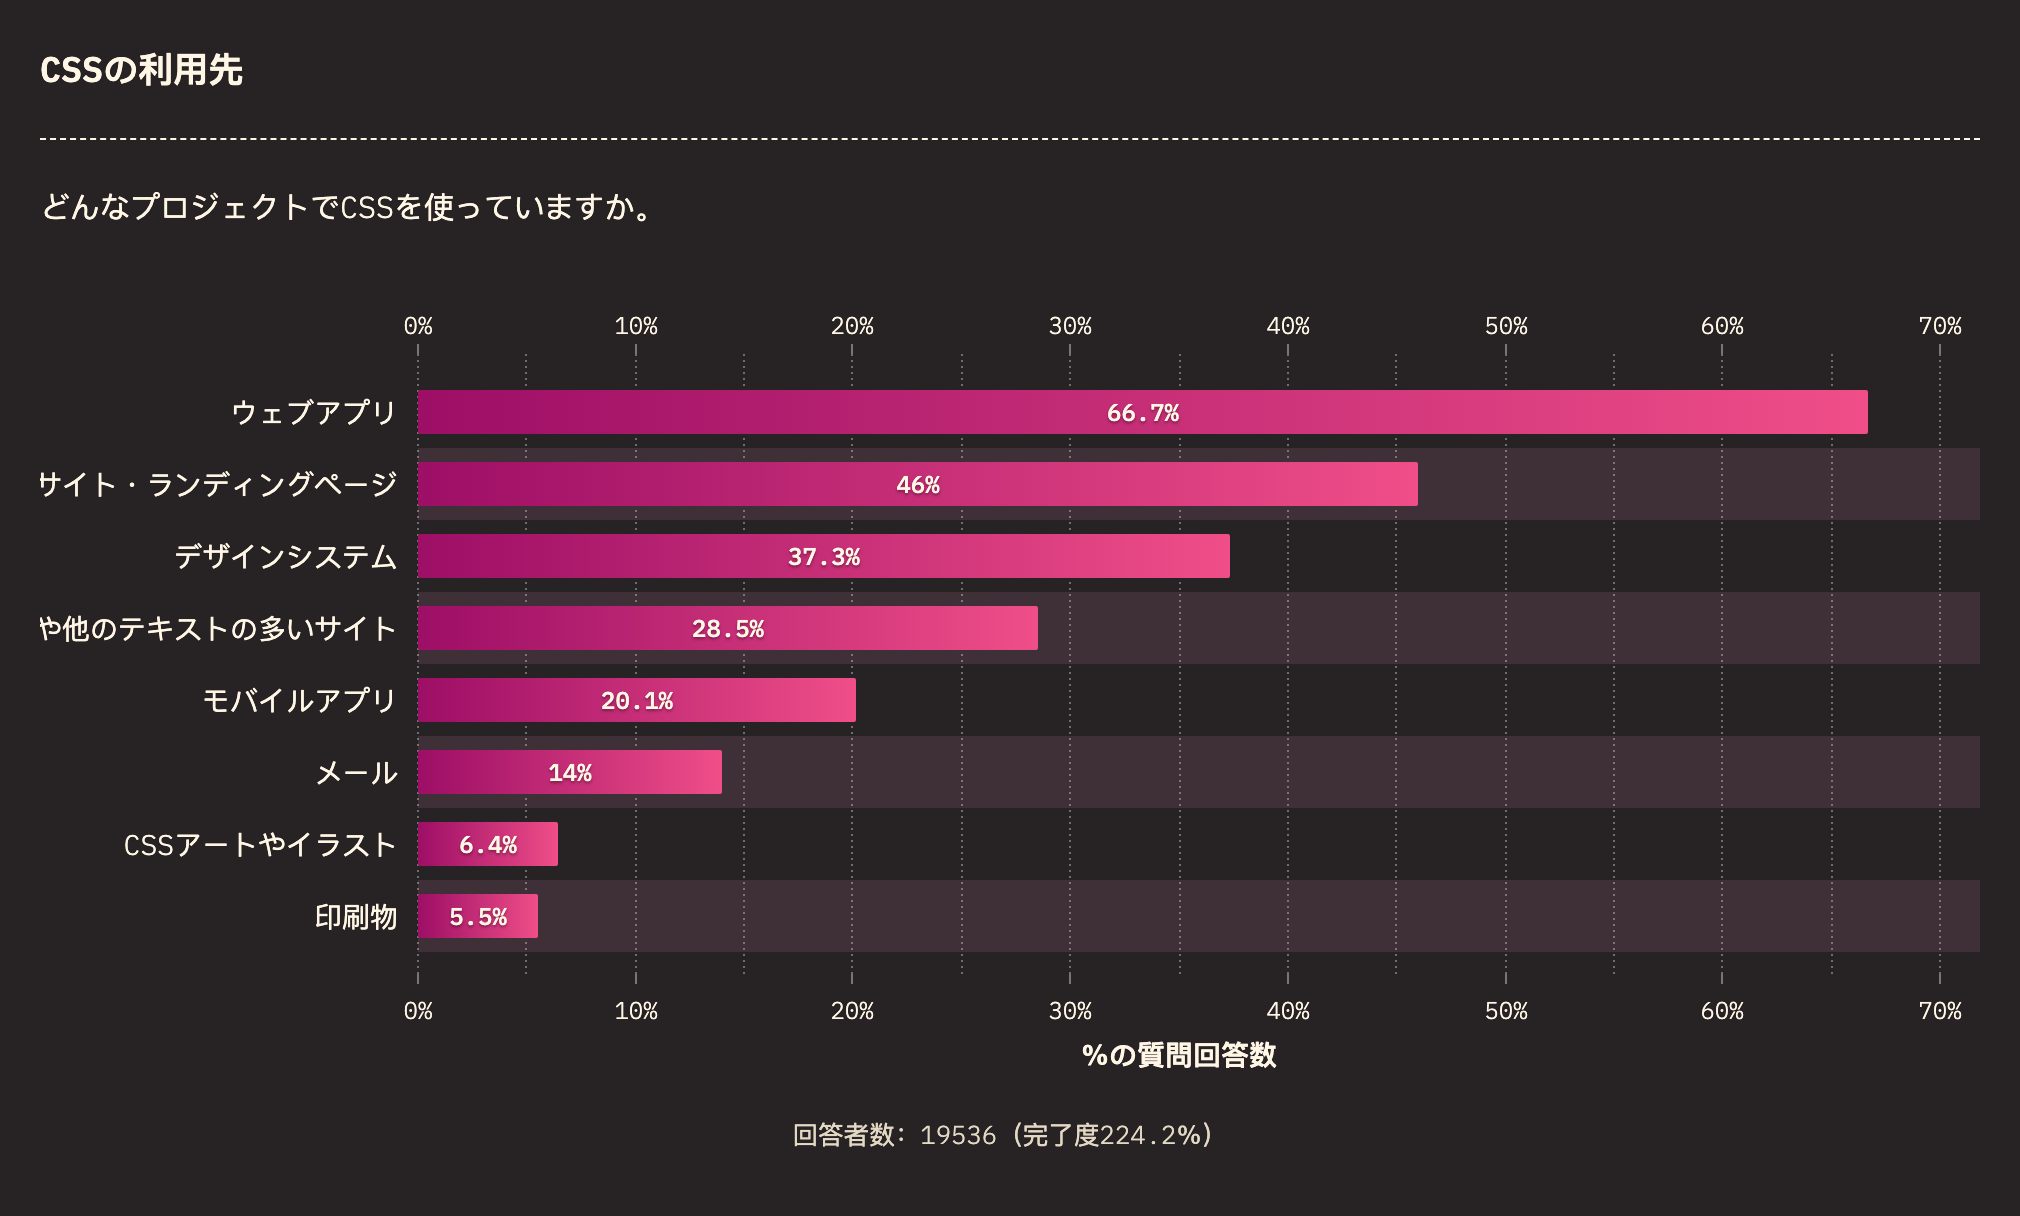 CSSの利用先
どんなプロジェクトでCSSを使っていますか。
0% 10% 20% 30% 40% 50% 60% 70%
ウェブアプリ 66.7%
サイト・ランディングページ 46%
デザインシステム 37.3%
や他のテキストの多いサイト 28.5%
モバイルアプリ 20.1%
メール 14%
CSSアートやイラスト 6.4%
印刷物 5.5%
0% 10% 20% 30% 40% 50% 60% 70%
%の質問回答数
回答者数: 19536 (完了度224.2%)